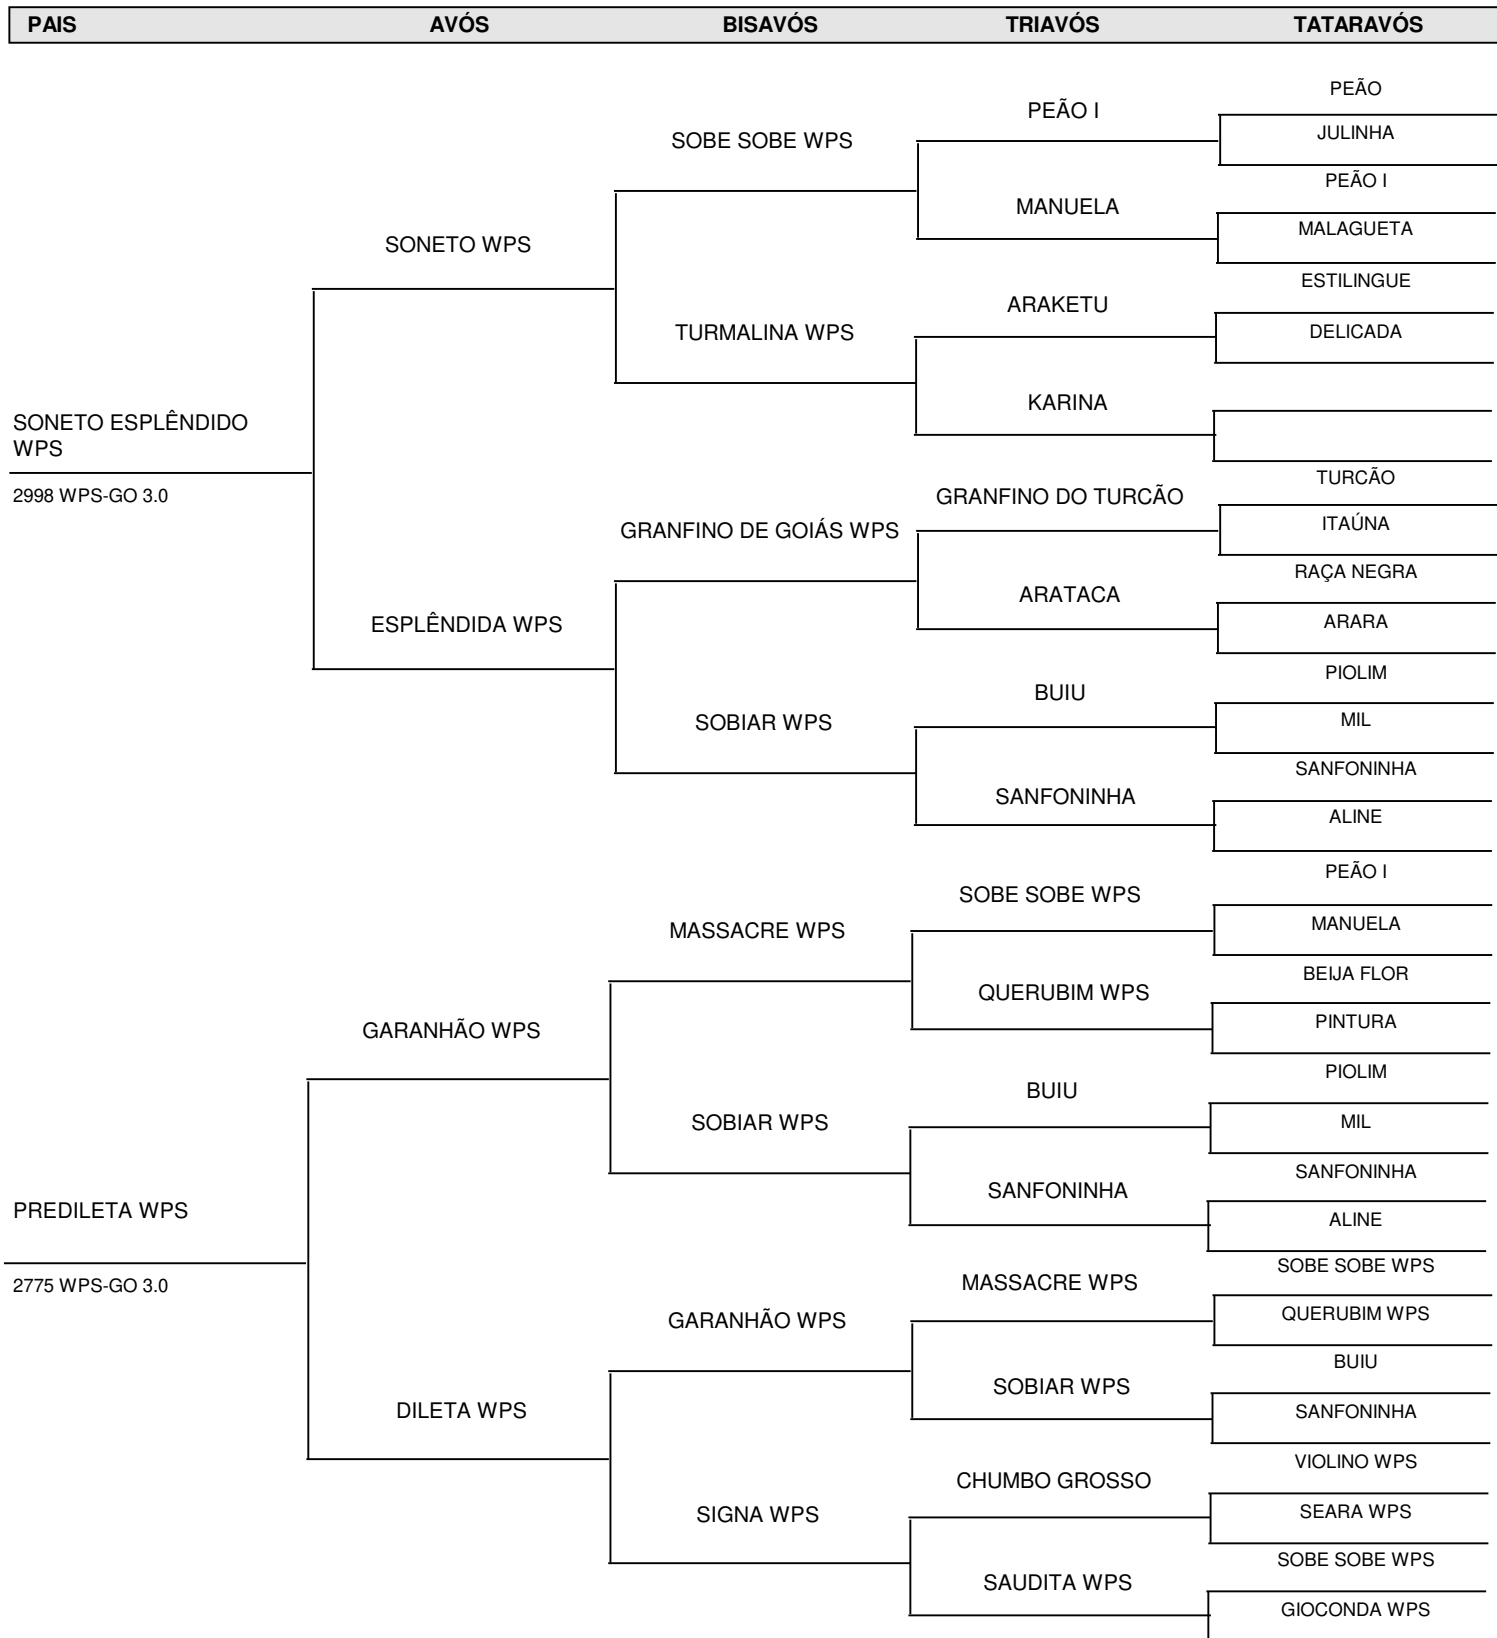 PAIS AVÓS BISAVÓS TRIAVÓS TATARAVÓS
PEÃO
PEÃO I
JULINHA
SOBE SOBE WPS
PEÃO I
MANUELA
MALAGUETA
SONETO WPS
ESTILINGUE
ARAKETU
TURMALINA WPS
DELICADA
KARINA
SONETO ESPLÊNDIDO
WPS
2998 WPS-GO 3.0
TURCÃO
GRANFINO DO TURCÃO
ITAÚNA
GRANFINO DE GOIÁS WPS
RAÇA NEGRA
ARATACA
ARARA
ESPLÊNDIDA WPS
PIOLIM
BUIU
MIL
SOBIAR WPS
SANFONINHA
SANFONINHA
ALINE
PEÃO I
SOBE SOBE WPS
MANUELA
MASSACRE WPS
BEIJA FLOR
QUERUBIM WPS
PINTURA
GARANHÃO WPS
PIOLIM
BUIU
MIL
SOBIAR WPS
SANFONINHA
SANFONINHA
ALINE
PREDILETA WPS
2775 WPS-GO 3.0
SOBE SOBE WPS
MASSACRE WPS
QUERUBIM WPS
GARANHÃO WPS
BUIU
SOBIAR WPS
SANFONINHA
DILETA WPS
VIOLINO WPS
CHUMBO GROSSO
SEARA WPS
SIGNA WPS
SOBE SOBE WPS
SAUDITA WPS
GIOCONDA WPS